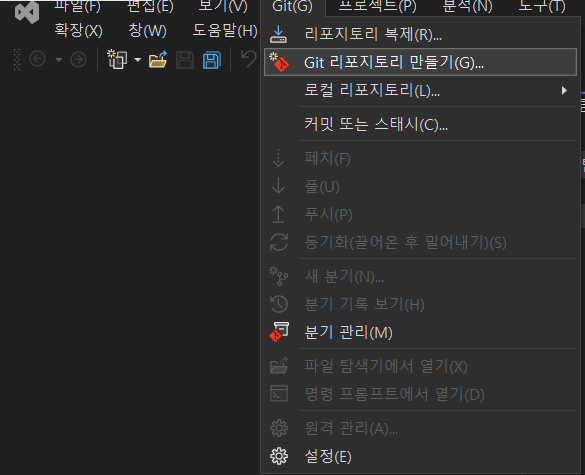 파일(F) 편집(E) 보기(V) Git(G) 프로젝트(P) 분석(N) 도구(T)
확장(X) 창(W) 도움말(H)
리포지토리 복제(R)...
Git 리포지토리 만들기(G)...
로컬 리포지토리(L)...
커밋 또는 스태시(C)...
페치(F)
풀(U)
푸시(P)
동기화(끌어온 후 밀어내기)(S)
새 분기(N)...
분기 기록 보기(H)
분기 관리(M)
파일 탐색기에서 열기(X)
명령 프롬프트에서 열기(D)
원격 관리(A)...
설정(E)